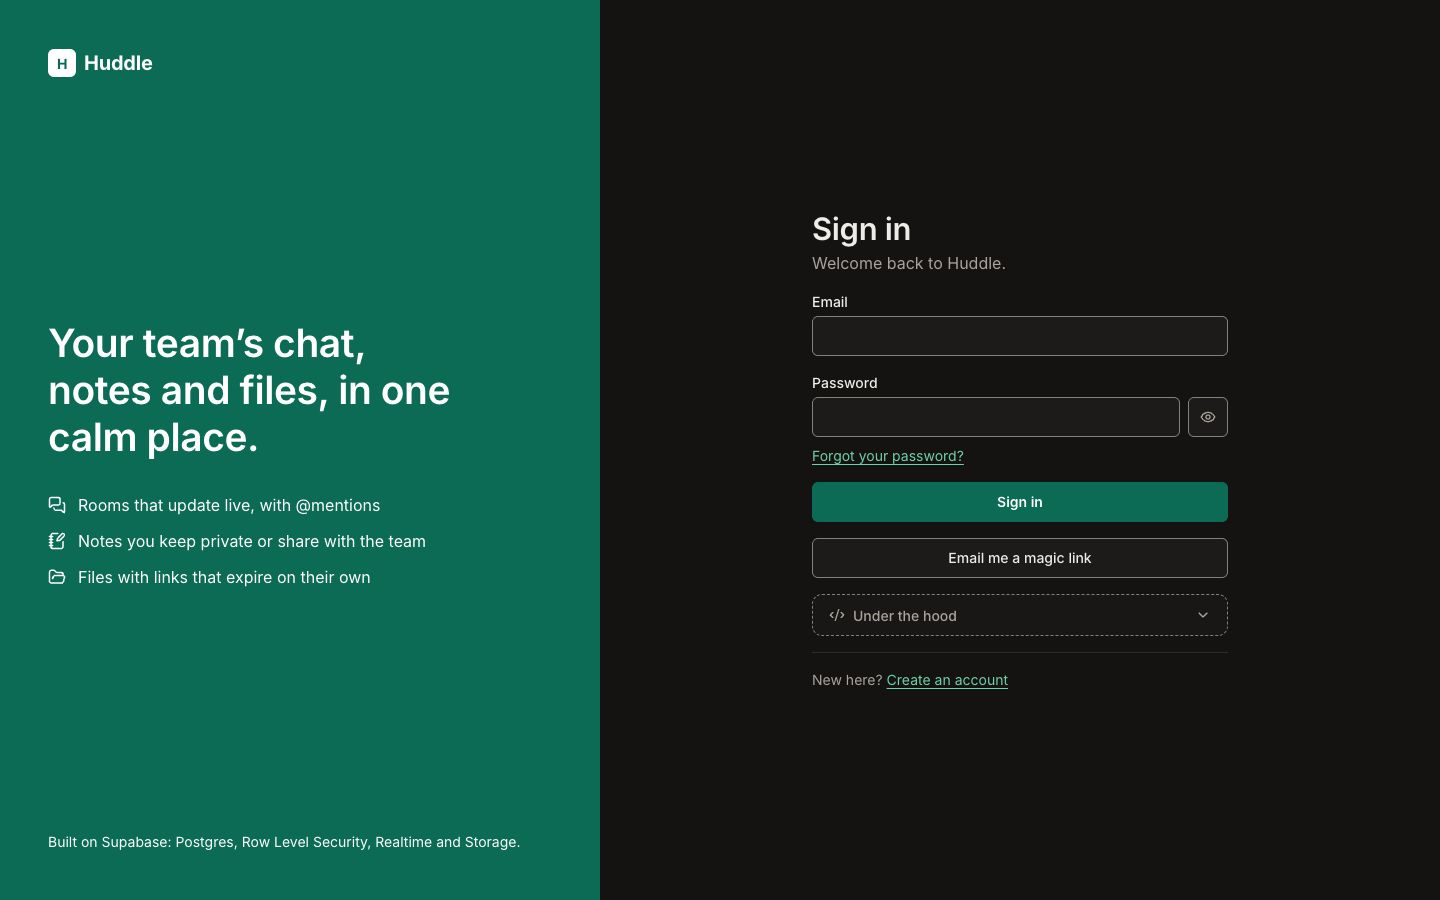 H Huddle
Your team’s chat,
notes and files, in one
calm place.
Rooms that update live, with @mentions
Notes you keep private or share with the team
Files with links that expire on their own
Built on Supabase: Postgres, Row Level Security, Realtime and Storage.
Sign in
Welcome back to Huddle.
Email
Password
Forgot your password?
Sign in
Email me a magic link
Under the hood
New here? Create an account